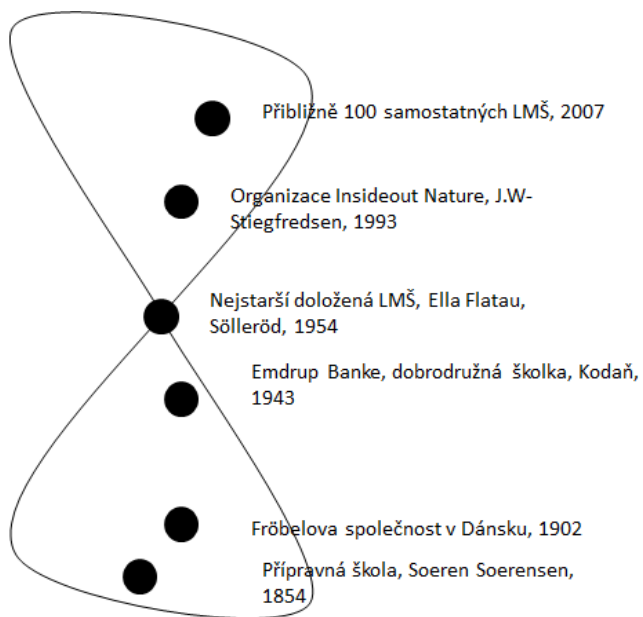 Přibližně 100 samostatných LMŠ, 2007
Organizace Insideout Nature, J.W-
Stiegfredsen, 1993
Nejstarší doložená LMŠ, Ella Flatau,
Sölleröd, 1954
Emdrup Banke, dobrodružná školka, Kodaň,
1943
Fröbelova společnost v Dánsku, 1902
Přípravná škola, Soeren Soerensen,
1854